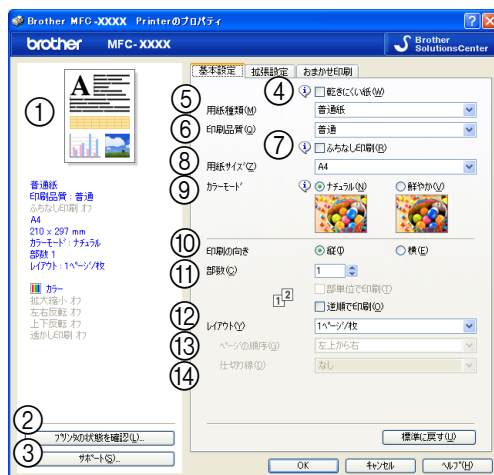 Brother MFC-XXXX Printerのプロパティ
brother MFC-XXXX
Brother
SolutionsCenter
基本設定 拡張設定 おまかせ印刷
①
④ 乾きにくい紙(W)
⑤ 用紙種類(M) 普通紙
⑥ 印刷品質(Q) 普通
⑦ ふちなし印刷(R)
⑧ 用紙サイズ(Z) A4
⑨ カラーモード ナチュラル(N) 鮮やか(V)
普通紙
印刷品質 : 普通
ふちなし印刷 オフ
A4
210 x 297 mm
カラーモード : ナチュラル
部数 1
レイアウト : 1ページ/枚
カラー
拡大縮小 オフ
左右反転 オフ
上下反転 オフ
透かし印刷 オフ
⑩ 印刷の向き 縦(I) 横(E)
⑪ 部数(C) 1
部単位で印刷(T)
1 2
逆順で印刷(O)
⑫ レイアウト(Y) 1ページ/枚
⑬ ページの順序(G) 左上から右
⑭ 仕切り線(D) なし
②
プリンタの状態を確認(L)...
標準に戻す(U)
③
サポート(S)...
OK キャンセル ヘルプ(H)